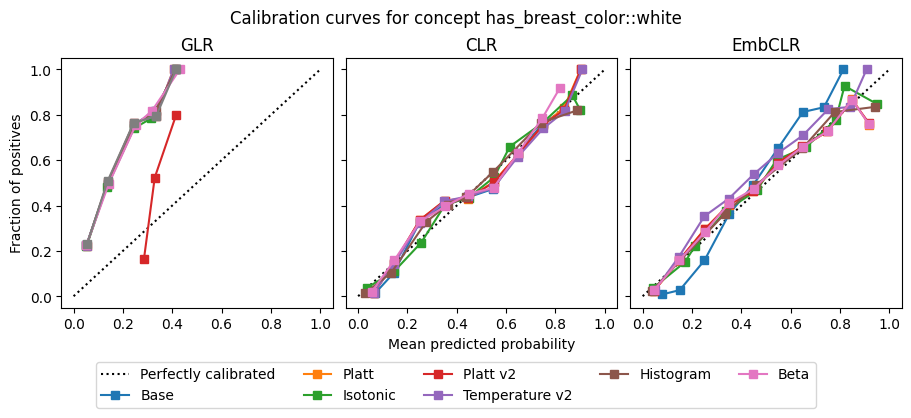 Calibration curves for concept has_breast_color::white
GLR
CLR
EmbCLR
Fraction of positives
1.0
0.8
0.6
0.4
0.2
0.0
0.0 0.2 0.4 0.6 0.8 1.0
0.0 0.2 0.4 0.6 0.8 1.0
0.0 0.2 0.4 0.6 0.8 1.0
Mean predicted probability
Perfectly calibrated
Base
Platt
Isotonic
Platt v2
Temperature v2
Histogram
Beta